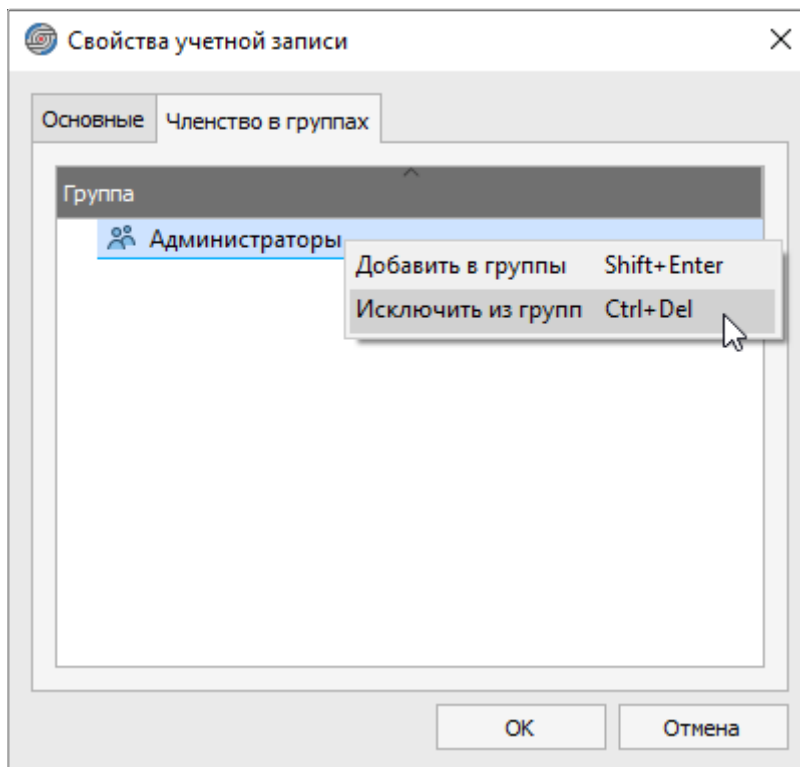 Свойства учетной записи
Основные Членство в группах
Группа
Администраторы
Добавить в группы Shift+Enter
Исключить из групп Ctrl+Del
OK Отмена